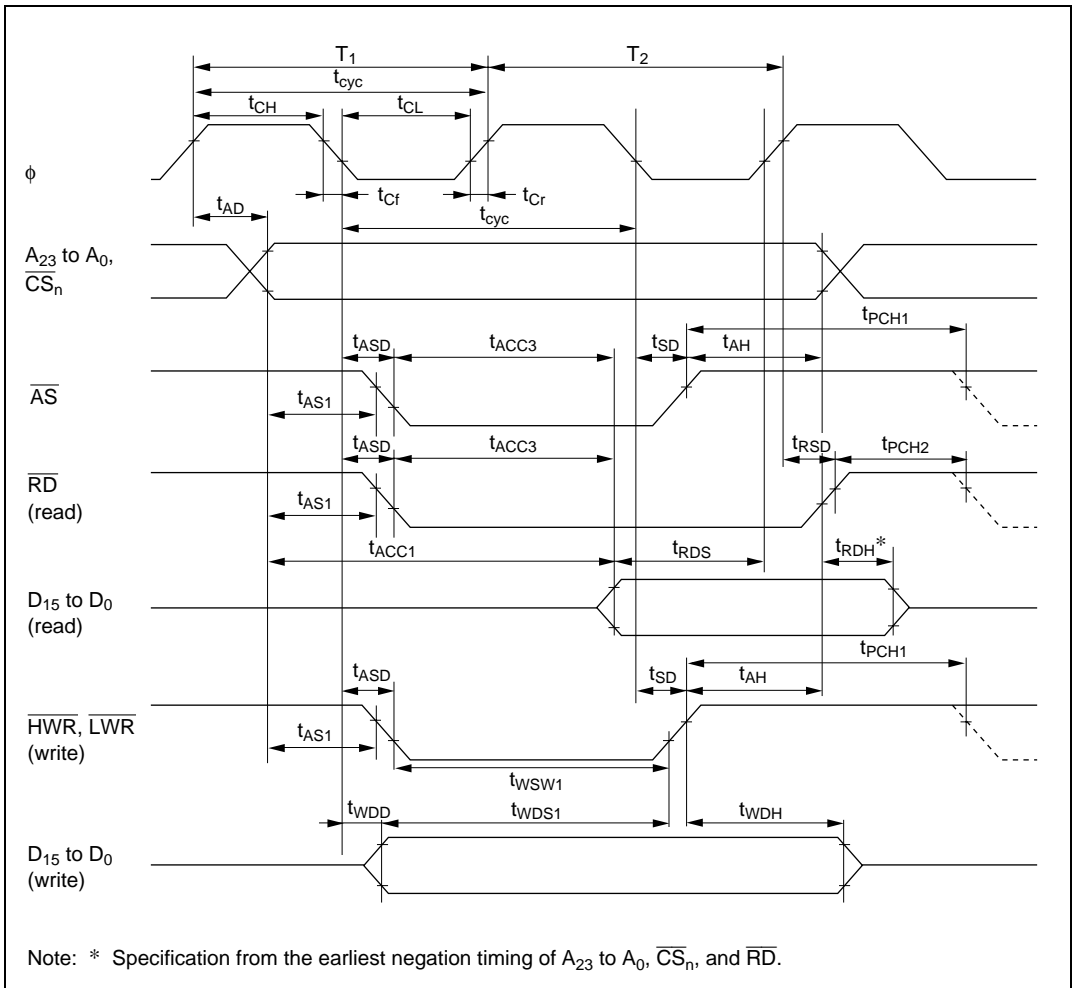 T1 T2
tcyc
tCH tCL
φ
tCf tCr
tAD tcyc
A23 to A0,
CSn
tPCH1
tASD tACC3 tSD tAH
AS
tAS1
tASD tACC3 tRSD tPCH2
RD
(read)
tAS1
tACC1 tRDS tRDH*
D15 to D0
(read)
tPCH1
tASD tSD tAH
HWR, LWR
(write)
tAS1
tWSW1
tWDD tWDS1 tWDH
D15 to D0
(write)
Note: * Specification from the earliest negation timing of A23 to A0, CSn, and RD.